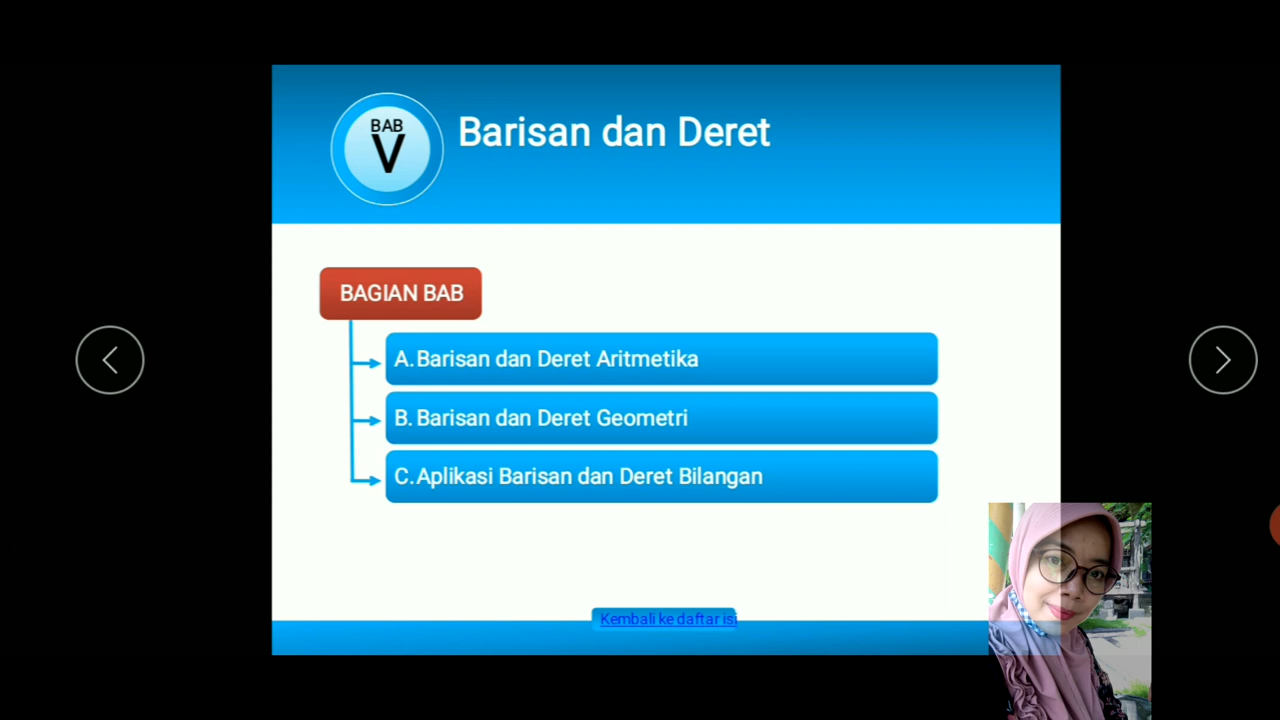 BAB
V
Barisan dan Deret
BAGIAN BAB
A. Barisan dan Deret Aritmetika
B. Barisan dan Deret Geometri
C. Aplikasi Barisan dan Deret Bilangan
Kembali ke daftar isi